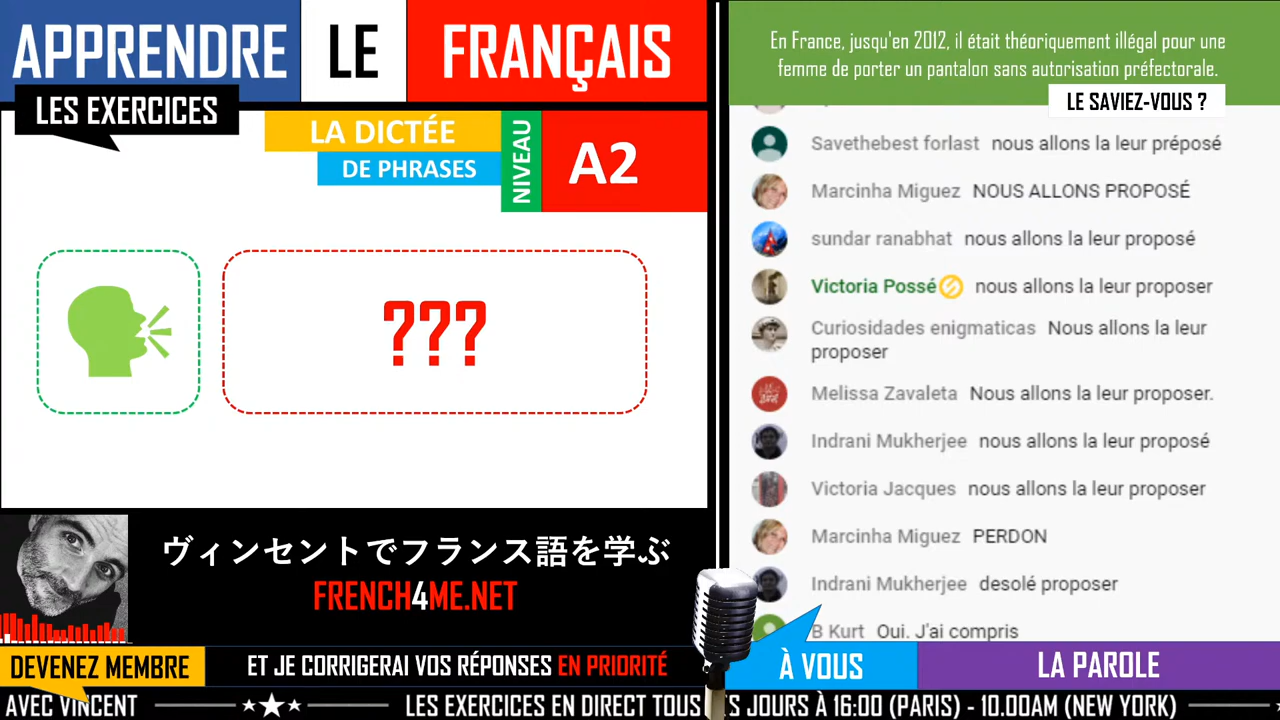 APPRENDRE LE FRANÇAIS
LES EXERCICES
LA DICTÉE
DE PHRASES
NIVEAU
A2
???
ヴィンセントでフランス語を学ぶ
FRENCH4ME.NET
DEVENEZ MEMBRE
ET JE CORRIGERAI VOS RÉPONSES EN PRIORITÉ
En France, jusqu'en 2012, il était théoriquement illégal pour une
femme de porter un pantalon sans autorisation préfectorale.
LE SAVIEZ-VOUS ?
Savethebest forlast nous allons la leur préposé
Marcinha Miguez NOUS ALLONS PROPOSÉ
sundar ranabhat nous allons la leur proposé
Victoria Possé nous allons la leur proposer
Curiosidades enigmaticas Nous allons la leur
proposer
Melissa Zavaleta Nous allons la leur proposer.
Indrani Mukherjee nous allons la leur proposé
Victoria Jacques nous allons la leur proposer
Marcinha Miguez PERDON
Indrani Mukherjee desolé proposer
B Kurt Oui. J'ai compris
À VOUS
LA PAROLE
AVEC VINCENT ★ LES EXERCICES EN DIRECT TOUS ES JOURS À 16:00 (PARIS) - 10.00AM (NEW YORK)